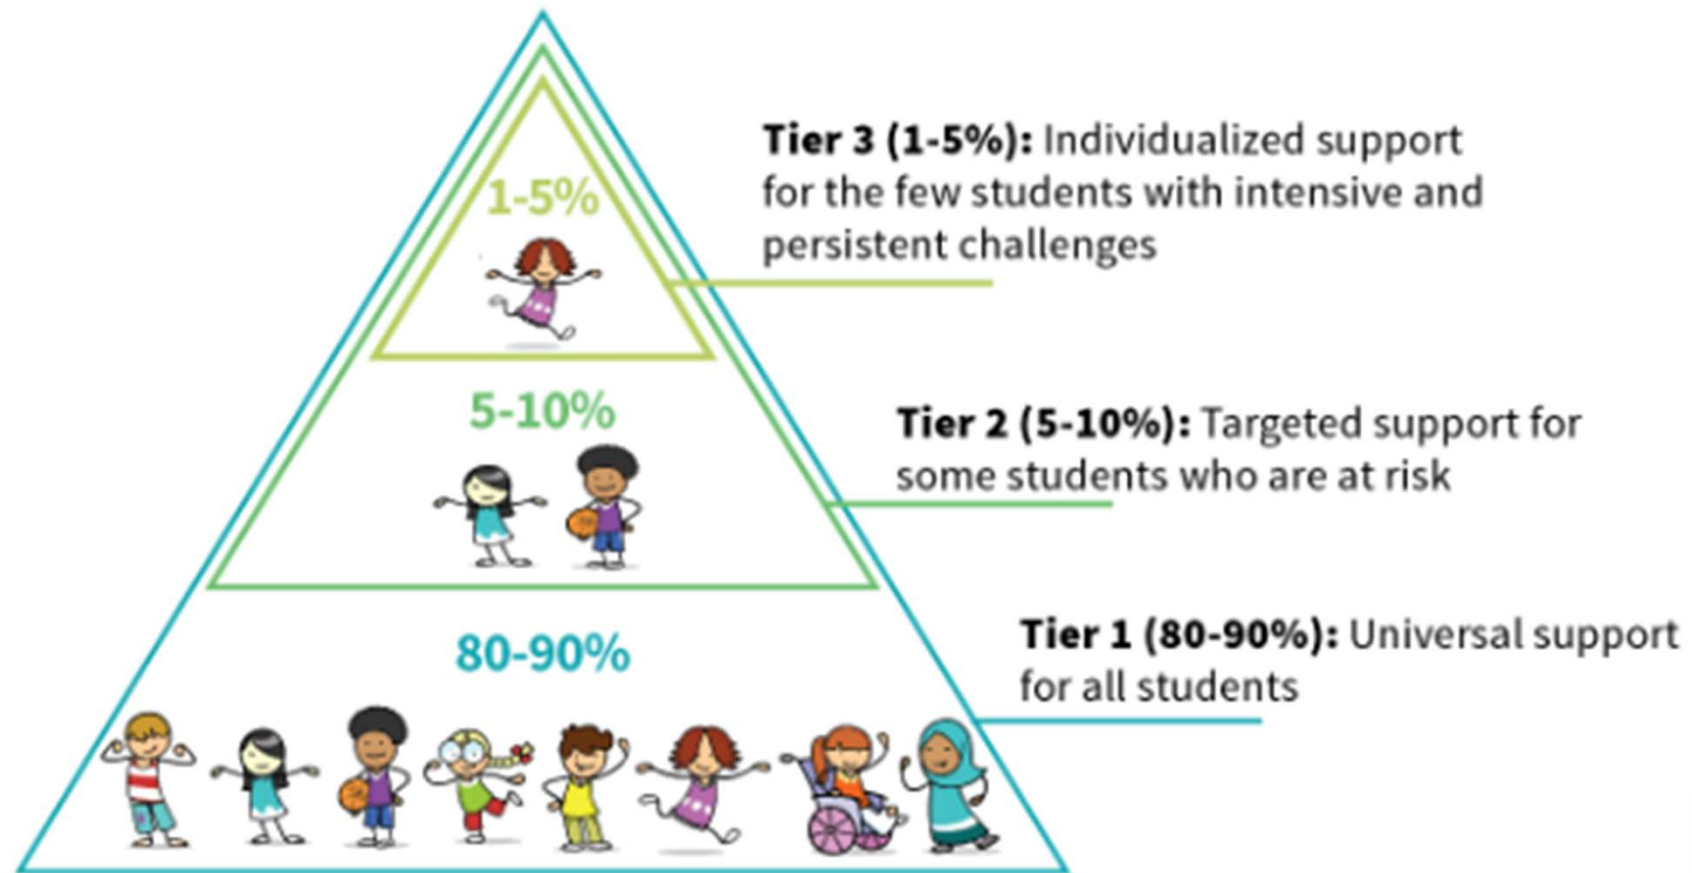 1-5%
Tier 3 (1-5%): Individualized support
for the few students with intensive and
persistent challenges
5-10%
Tier 2 (5-10%): Targeted support for
some students who are at risk
80-90%
Tier 1 (80-90%): Universal support
for all students